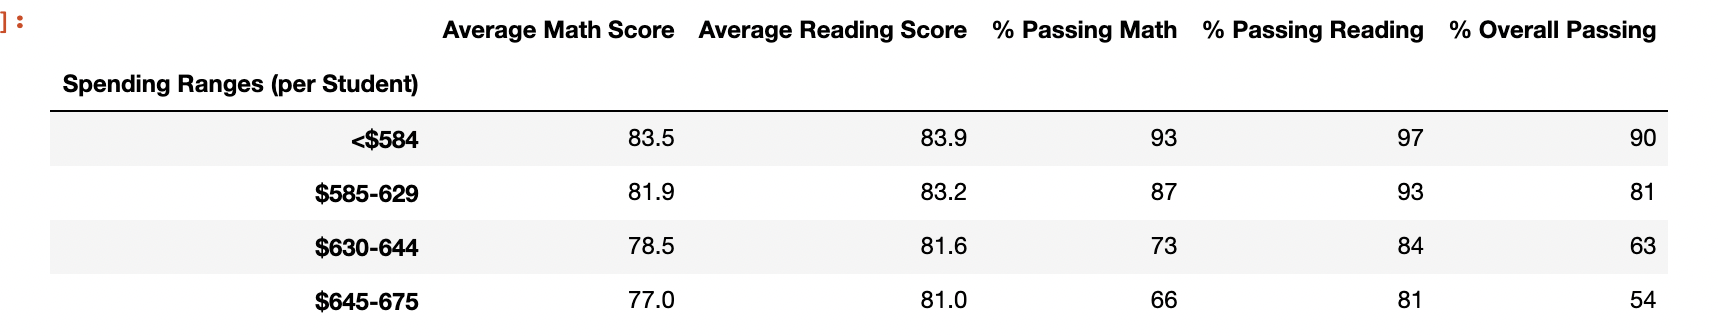 ]:
Average Math Score Average Reading Score % Passing Math % Passing Reading % Overall Passing
Spending Ranges (per Student)
<$584 83.5 83.9 93 97 90
$585-629 81.9 83.2 87 93 81
$630-644 78.5 81.6 73 84 63
$645-675 77.0 81.0 66 81 54